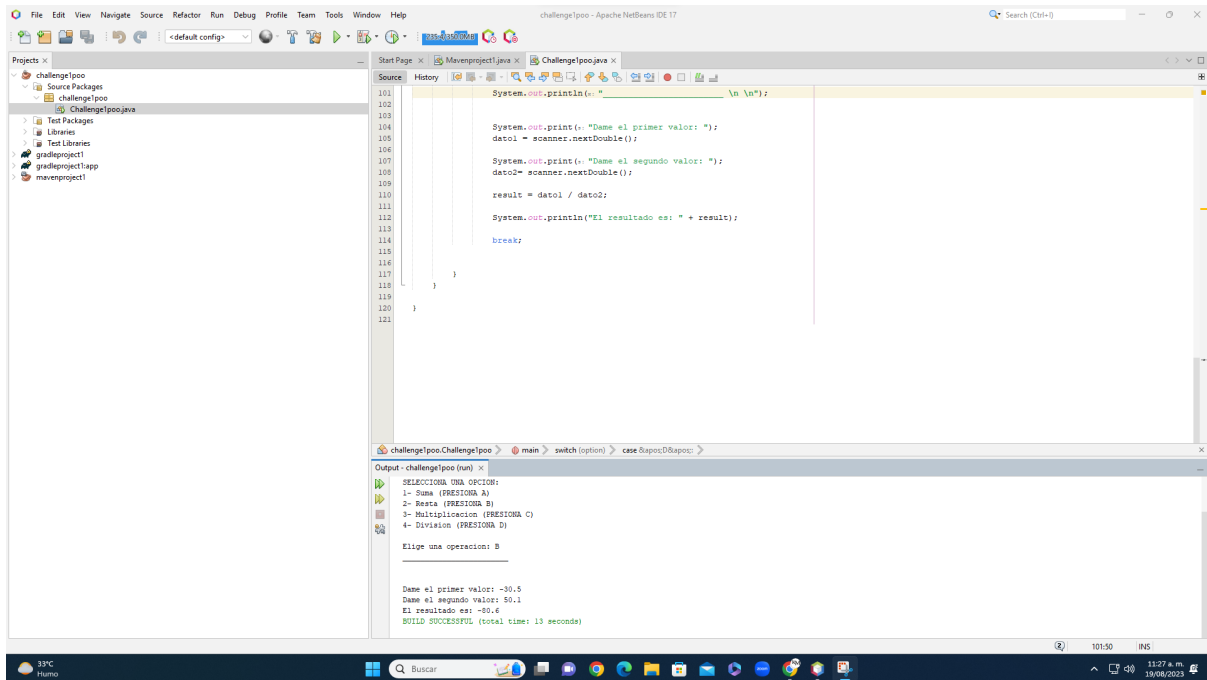 File Edit View Navigate Source Refactor Run Debug Profile Team Tools Window Help
challenge1poo - Apache NetBeans IDE 17
Search (Ctrl+I)
<default config>
Projects
Start Page Mavenproject1.java Challenge1poo.java
challenge1poo
Source Packages
challenge1poo
Challenge1poo.java
Test Packages
Libraries
Test Libraries
gradleproject1
gradleproject1:app
mavenproject1
Source History
101 System.out.println(x: "_______________________ \n \n");
102
103
104 System.out.print(s: "Dame el primer valor: ");
105 dato1 = scanner.nextDouble();
106
107 System.out.print(s: "Dame el segundo valor: ");
108 dato2= scanner.nextDouble();
109
110 result = dato1 / dato2;
111
112 System.out.println("El resultado es: " + result);
113
114 break;
115
116
117 }
118 }
119
120 }
121
challenge1poo.Challenge1poo main switch (option) case &apos;D&apos;:
Output - challenge1poo (run)
SELECCIONA UNA OPCION:
1- Suma (PRESIONA A)
2- Resta (PRESIONA B)
3- Multiplicacion (PRESIONA C)
4- Division (PRESIONA D)
Elige una operacion: B
_______________________
Dame el primer valor: -30.5
Dame el segundo valor: 50.1
El resultado es: -80.6
BUILD SUCCESSFUL (total time: 13 seconds)
2
101:50 INS
33°C
Humo
Buscar
11:27 a. m.
19/08/2023